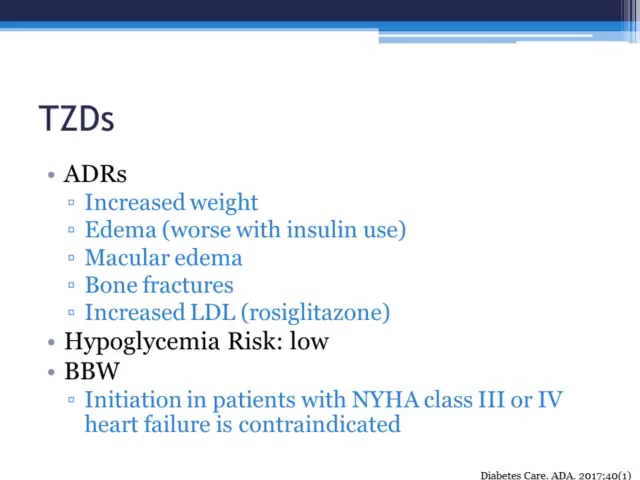 TZDs
• ADRs
▫ Increased weight
▫ Edema (worse with insulin use)
▫ Macular edema
▫ Bone fractures
▫ Increased LDL (rosiglitazone)
• Hypoglycemia Risk: low
• BBW
▫ Initiation in patients with NYHA class III or IV
heart failure is contraindicated
Diabetes Care. ADA. 2017;40(1)